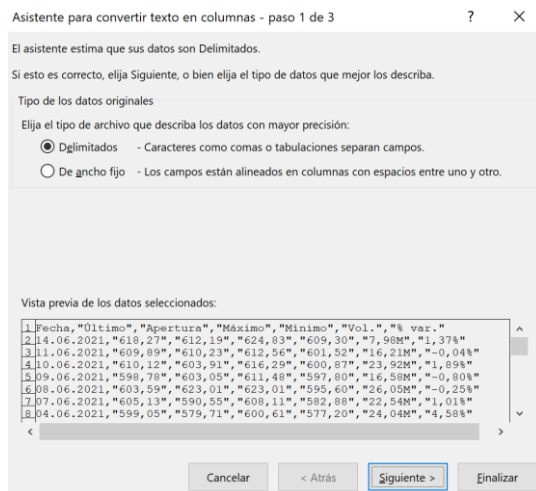 Asistente para convertir texto en columnas - paso 1 de 3 ? ×
El asistente estima que sus datos son Delimitados.
Si esto es correcto, elija Siguiente, o bien elija el tipo de datos que mejor los describa.
Tipo de los datos originales
Elija el tipo de archivo que describa los datos con mayor precisión:
Delimitados - Caracteres como comas o tabulaciones separan campos.
De ancho fijo - Los campos están alineados en columnas con espacios entre uno y otro.
Vista previa de los datos seleccionados:
1 Fecha,"Último","Apertura","Máximo","Mínimo","Vol.","% var."
2 14.06.2021,"618,27","612,19","624,83","609,30","7,98M","1,37%"
3 11.06.2021,"609,89","610,23","612,56","601,52","16,21M","-0,04%"
4 10.06.2021,"610,12","603,91","616,29","600,87","23,92M","1,89%"
5 09.06.2021,"598,78","603,05","611,48","597,80","16,58M","-0,80%"
6 08.06.2021,"603,59","623,01","623,01","595,60","26,05M","-0,25%"
7 07.06.2021,"605,13","590,55","608,11","582,88","22,54M","1,01%"
8 04.06.2021,"599,05","579,71","600,61","577,20","24,04M","4,58%"
Cancelar < Atrás Siguiente > Finalizar